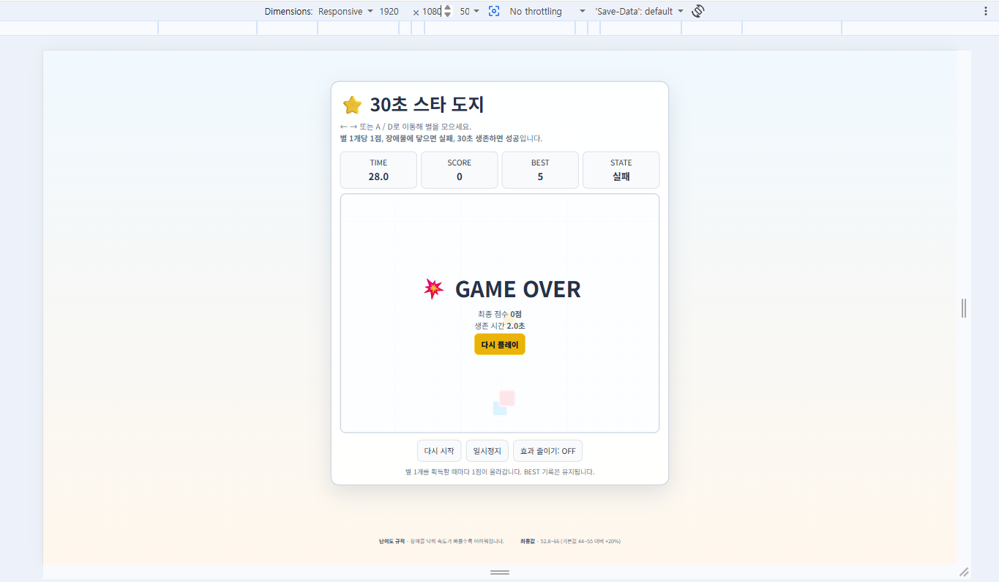 Dimensions: Responsive 1920 × 1080 50 No throttling 'Save-Data': default
30초 스타 도지
← → 또는 A / D로 이동해 별을 모으세요.
별 1개당 1점, 장애물에 닿으면 실패, 30초 생존하면 성공입니다.
TIME SCORE BEST STATE
28.0 0 5 실패
GAME OVER
최종 점수 0점
생존 시간 2.0초
다시 플레이
다시 시작 일시정지 효과 줄이기: OFF
별 1개를 획득할 때마다 1점이 올라갑니다. BEST 기록은 유지됩니다.
난이도 규칙 - 장애물 낙하 속도가 빠를수록 어려워집니다. 최종값 - 52.8~66 (기본값 44~55 대비 +20%)